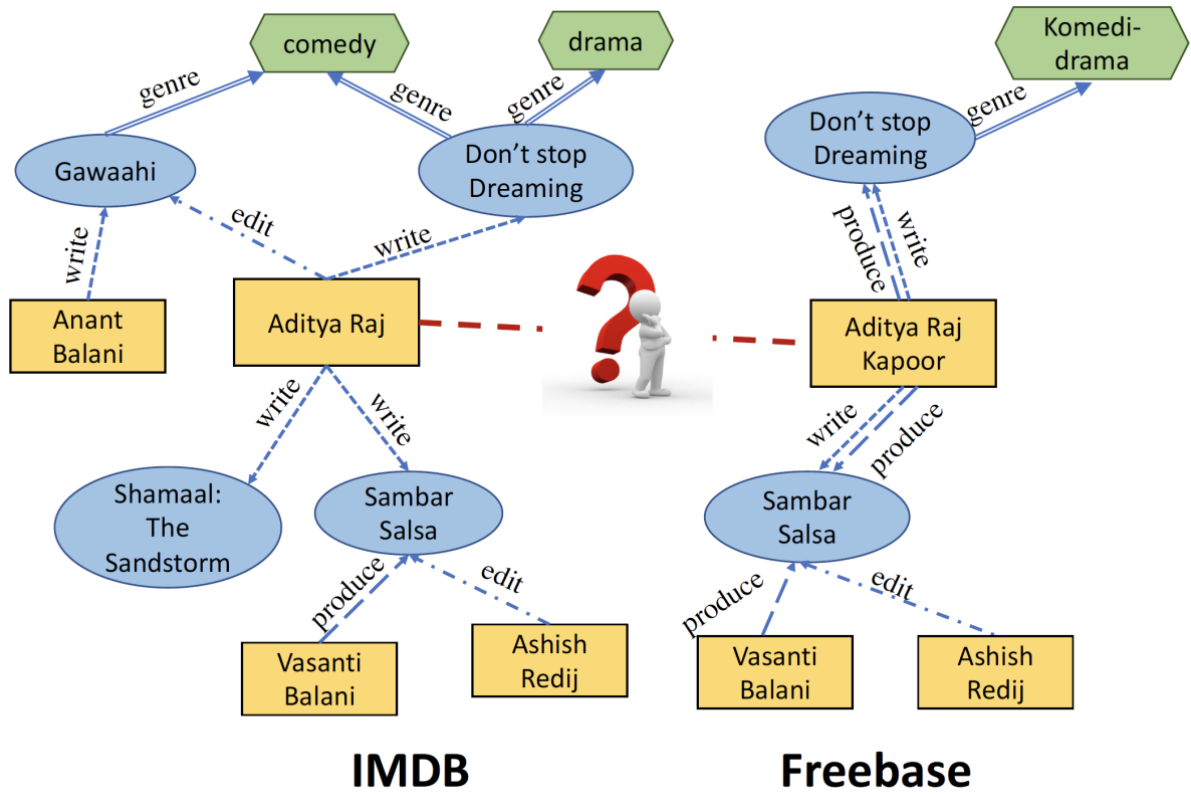 comedy
drama
Komedi-
drama
genre
genre
genre
genre
Gawaahi
Don’t stop
Dreaming
Don’t stop
Dreaming
write
edit
write
produce
write
Anant
Balani
Aditya Raj
?
Aditya Raj
Kapoor
write
write
write
produce
Shamaal:
The
Sandstorm
Sambar
Salsa
Sambar
Salsa
produce
edit
produce
edit
Vasanti
Balani
Ashish
Redij
Vasanti
Balani
Ashish
Redij
IMDB
Freebase